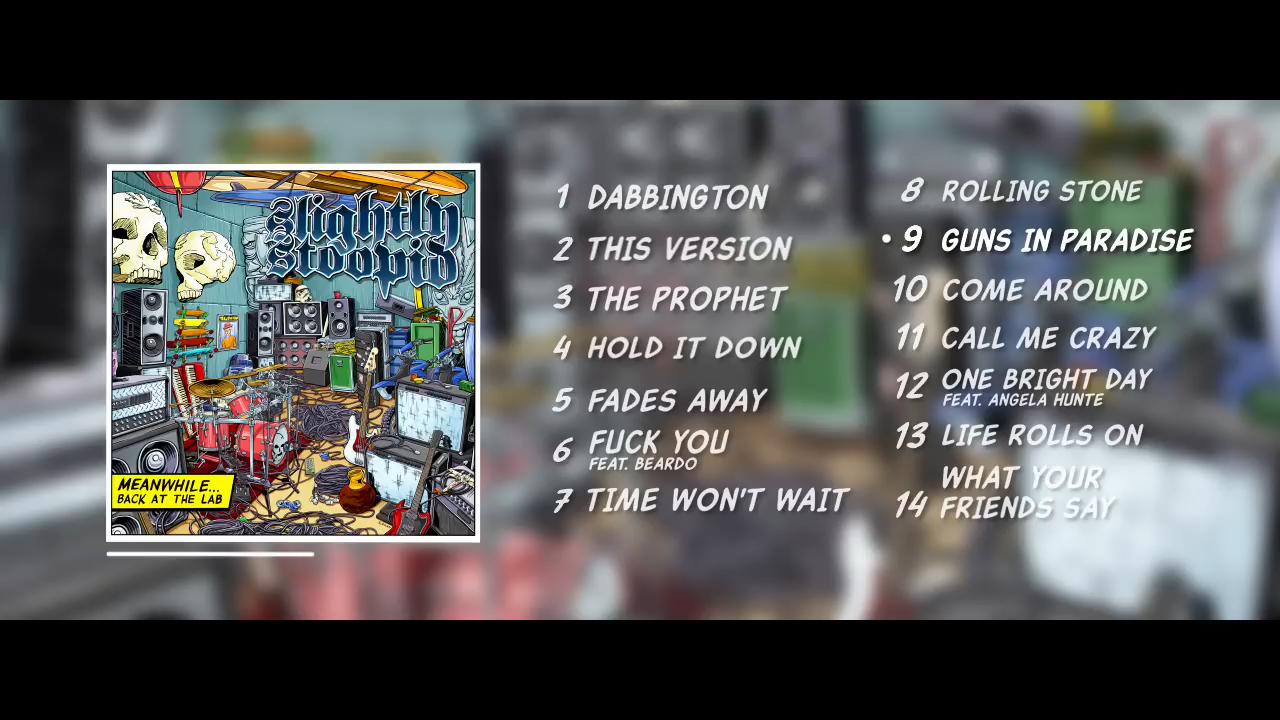 slightly
stoopid
MEANWHILE...
BACK AT THE LAB
1 DABBINGTON
2 THIS VERSION
3 THE PROPHET
4 HOLD IT DOWN
5 FADES AWAY
6 FUCK YOU
FEAT. BEARDO
7 TIME WON'T WAIT
8 ROLLING STONE
• 9 GUNS IN PARADISE
10 COME AROUND
11 CALL ME CRAZY
12 ONE BRIGHT DAY
FEAT. ANGELA HUNTE
13 LIFE ROLLS ON
WHAT YOUR
14 FRIENDS SAY